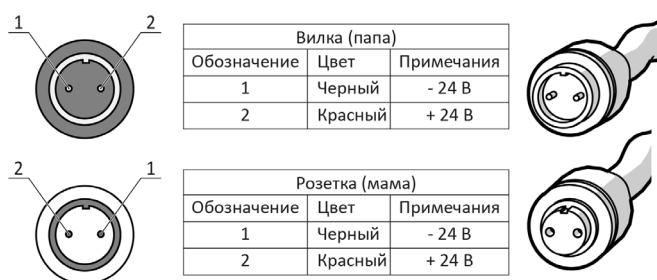 1 2
Вилка (папа)
Обозначение Цвет Примечания
1 Черный - 24 В
2 Красный + 24 В
2 1
Розетка (мама)
Обозначение Цвет Примечания
1 Черный - 24 В
2 Красный + 24 В